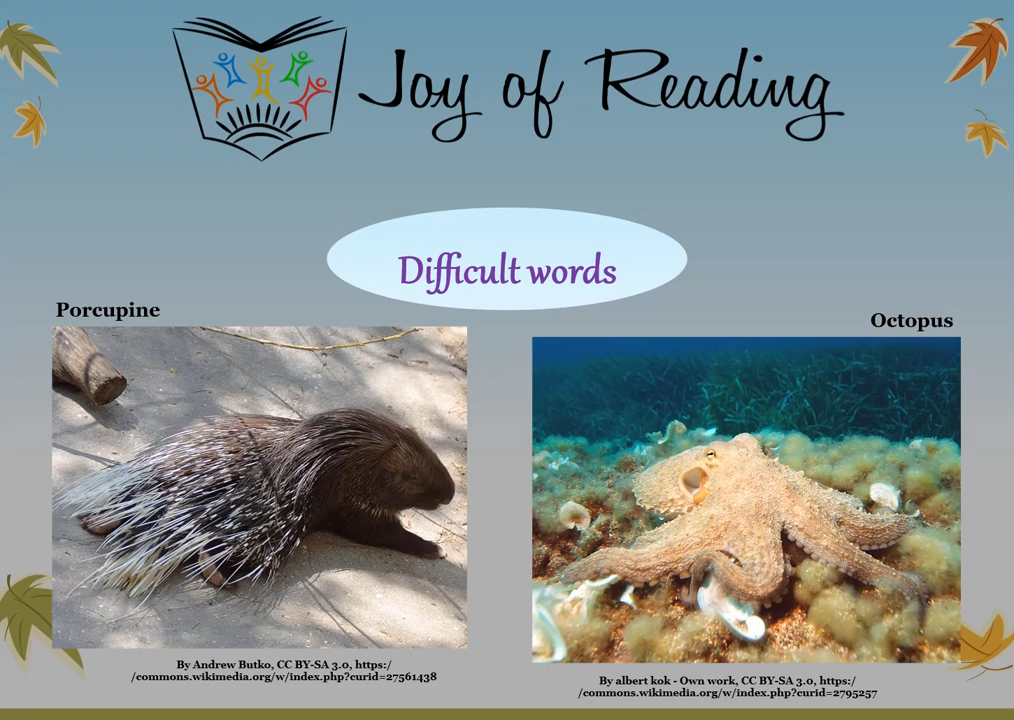 Joy of Reading
Difficult words
Porcupine
Octopus
By Andrew Butko, CC BY-SA 3.0, https:/
/commons.wikimedia.org/w/index.php?curid=27561438
By albert kok - Own work, CC BY-SA 3.0, https:/
/commons.wikimedia.org/w/index.php?curid=2795257